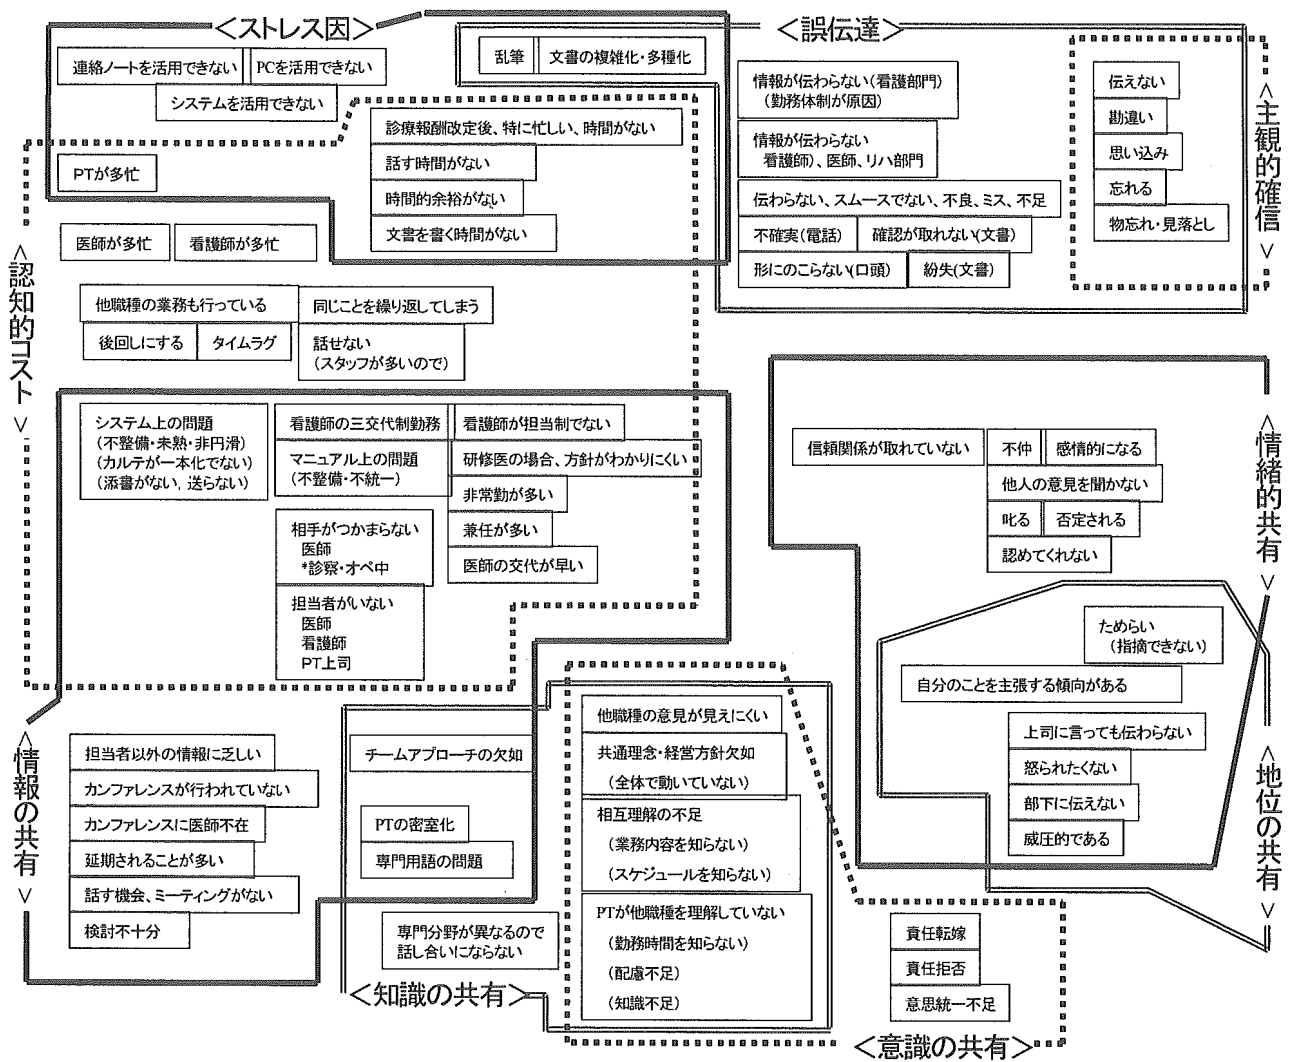 ＜ストレス因＞
連絡ノートを活用できない
PCを活用できない
システムを活用できない
乱筆
文書の複雑化・多種化
＜誤伝達＞
情報が伝わらない(看護部門)
(勤務体制が原因)
情報が伝わらない
看護師)、医師、リハ部門
伝わらない、スムースでない、不良、ミス、不足
不確実(電話)
確認が取れない(文書)
形にのこらない(口頭)
紛失(文書)
＜主観的確信＞
伝えない
勘違い
思い込み
忘れる
物忘れ・見落とし
診療報酬改定後、特に忙しい、時間がない
話す時間がない
時間的余裕がない
文書を書く時間がない
PTが多忙
医師が多忙
看護師が多忙
＜認知的コスト＞
他職種の業務も行っている
同じことを繰り返してしまう
後回しにする
タイムラグ
話せない
(スタッフが多いので)
システム上の問題
(不整備・未熟・非円滑)
(カルテが一本化でない)
(添書がない, 送らない)
看護師の三交代制勤務
看護師が担当制でない
マニュアル上の問題
(不整備・不統一)
研修医の場合、方針がわかりにくい
非常勤が多い
兼任が多い
医師の交代が早い
相手がつかまらない
医師
*診察・オペ中
担当者がいない
医師
看護師
PT上司
＜情緒的共有＞
信頼関係が取れていない
不仲
感情的になる
他人の意見を聞かない
叱る
否定される
認めてくれない
ためらい
(指摘できない)
自分のことを主張する傾向がある
上司に言っても伝わらない
怒られたくない
部下に伝えない
威圧的である
＜地位の共有＞
＜情報の共有＞
担当者以外の情報に乏しい
カンファレンスが行われていない
カンファレンスに医師不在
延期されることが多い
話す機会、ミーティングがない
検討不十分
チームアプローチの欠如
PTの密室化
専門用語の問題
専門分野が異なるので
話し合いにならない
＜知識の共有＞
他職種の意見が見えにくい
共通理念・経営方針欠如
(全体で動いていない)
相互理解の不足
(業務内容を知らない)
(スケジュールを知らない)
PTが他職種を理解していない
(勤務時間を知らない)
(配慮不足)
(知識不足)
責任転嫁
責任拒否
意思統一不足
＜意識の共有＞